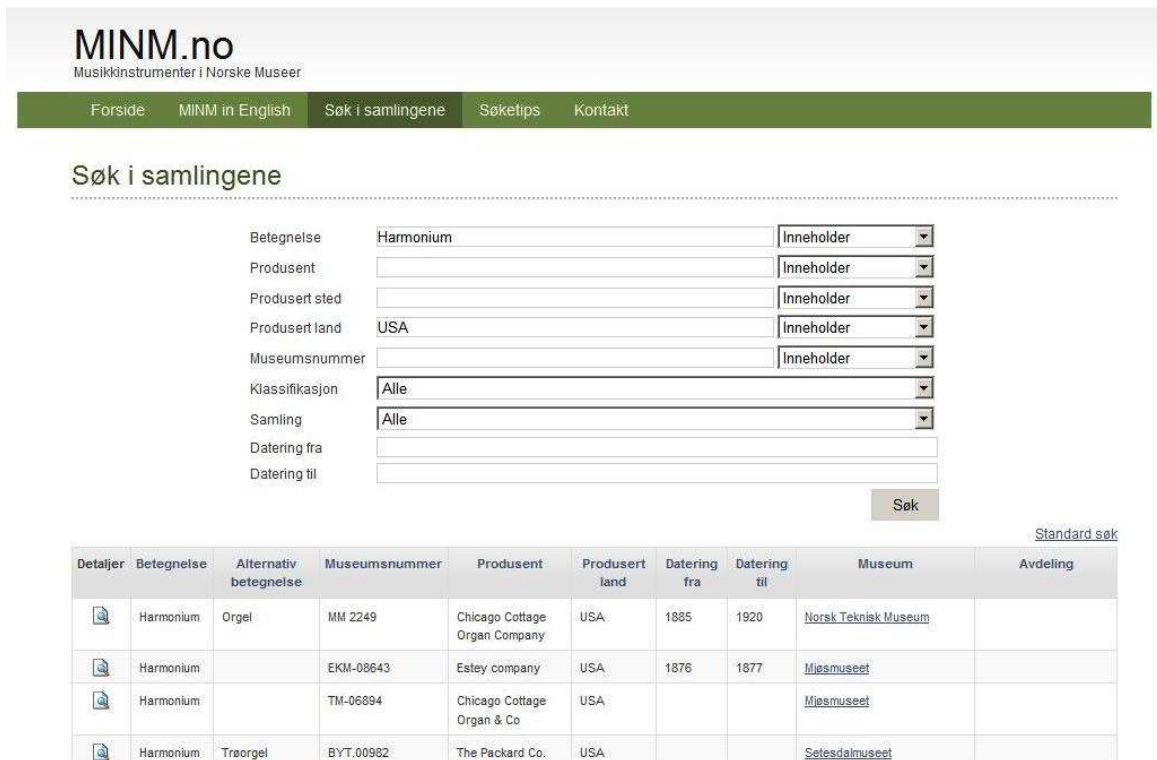 MINM.no
Musikkinstrumenter i Norske Museer
Forside MINM in English Søk i samlingene Søketips Kontakt
Søk i samlingene
Betegnelse Harmonium Inneholder
Produsent Inneholder
Produsert sted Inneholder
Produsert land USA Inneholder
Museumsnummer Inneholder
Klassifikasjon Alle
Samling Alle
Datering fra
Datering til
Søk
Standard søk
Detaljer Betegnelse Alternativ betegnelse Museumsnummer Produsent Produsert land Datering fra Datering til Museum Avdeling
Harmonium Orgel MM 2249 Chicago Cottage Organ Company USA 1885 1920 Norsk Teknisk Museum
Harmonium EKM-08643 Estey company USA 1876 1877 Mjøsmuseet
Harmonium TM-06894 Chicago Cottage Organ & Co USA Mjøsmuseet
Harmonium Trøorgel BYT.00982 The Packard Co. USA Setesdalmuseet